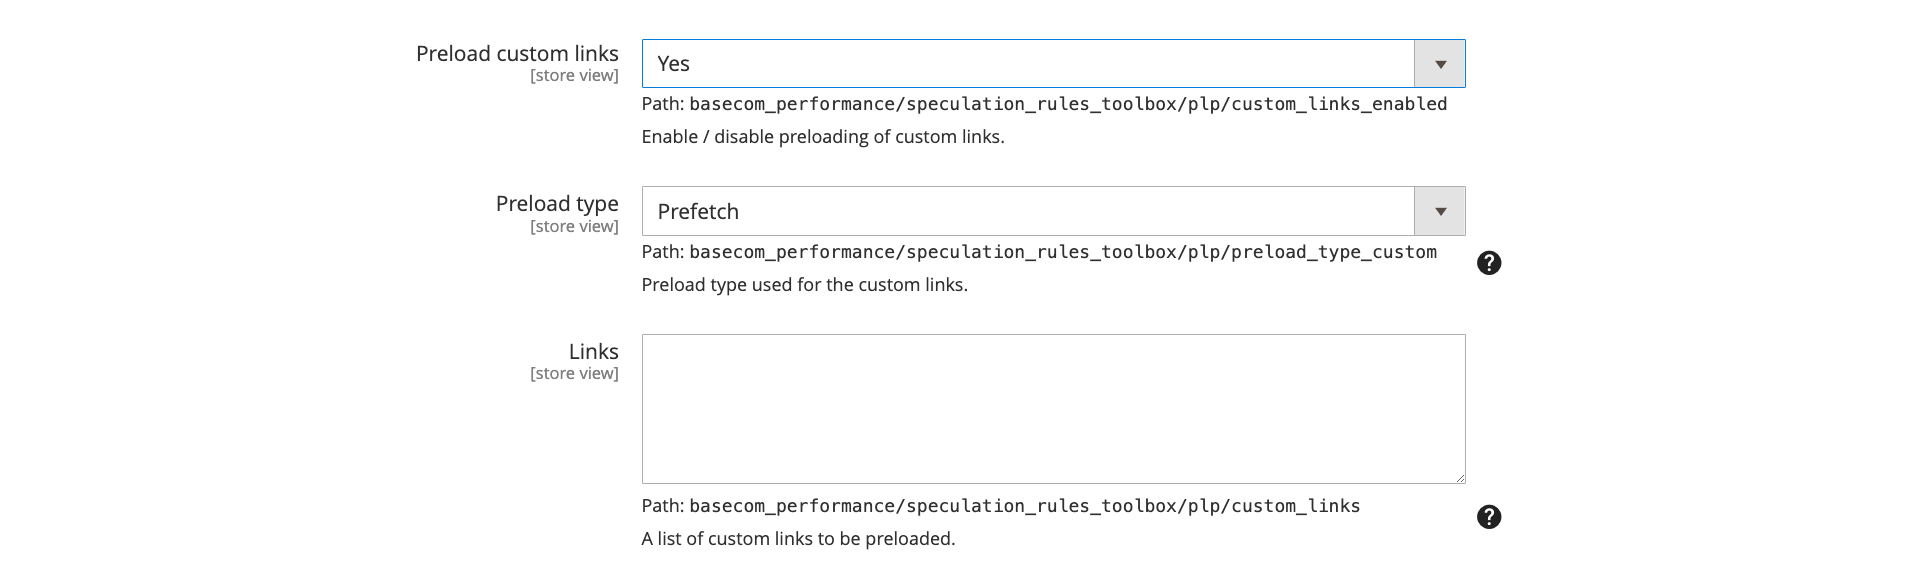 Preload custom links
[store view]
Yes
Path: basecom_performance/speculation_rules_toolbox/plp/custom_links_enabled
Enable / disable preloading of custom links.
Preload type
[store view]
Prefetch
Path: basecom_performance/speculation_rules_toolbox/plp/preload_type_custom
?
Preload type used for the custom links.
Links
[store view]
Path: basecom_performance/speculation_rules_toolbox/plp/custom_links
?
A list of custom links to be preloaded.